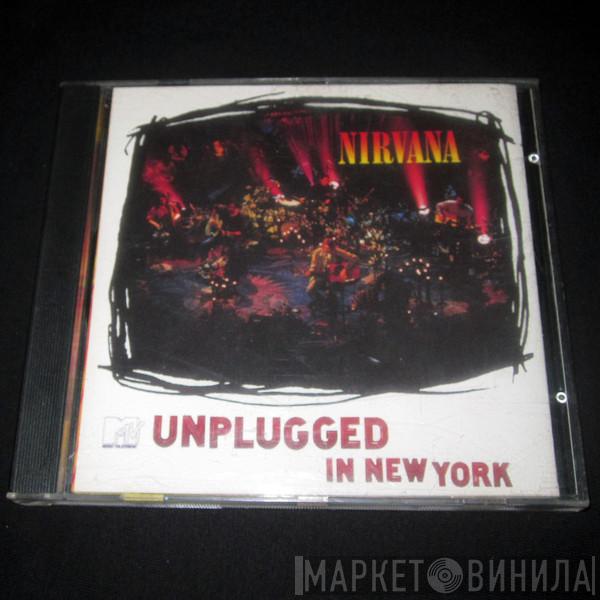 NIRVANA
MTV UNPLUGGED
IN NEW YORK
МАРКЕТ ВИНИЛА